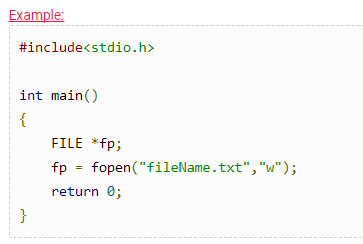 Example:
#include<stdio.h>
int main()
{
    FILE *fp;
    fp = fopen("fileName.txt","w");
    return 0;
}